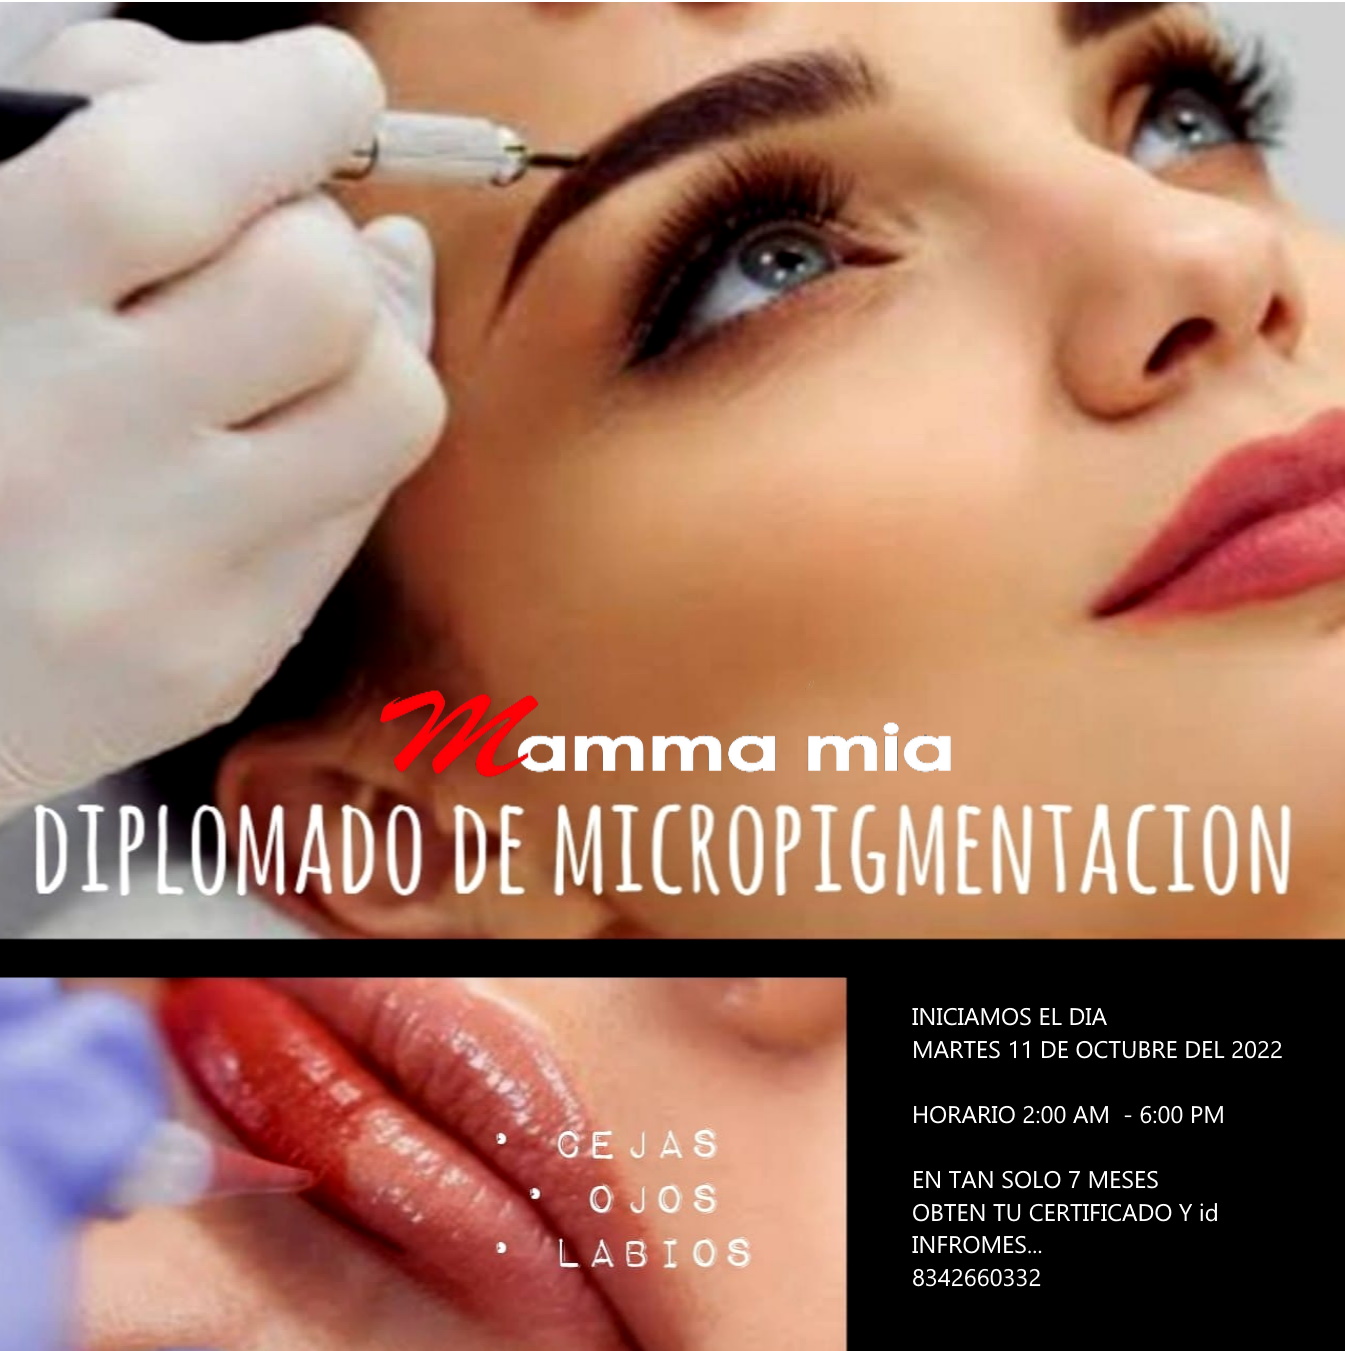 Mamma mia
DIPLOMADO DE MICROPIGMENTACION
• CEJAS
• OJOS
• LABIOS
INICIAMOS EL DIA
MARTES 11 DE OCTUBRE DEL 2022
HORARIO 2:00 AM  - 6:00 PM
EN TAN SOLO 7 MESES
OBTEN TU CERTIFICADO Y id
INFROMES...
8342660332